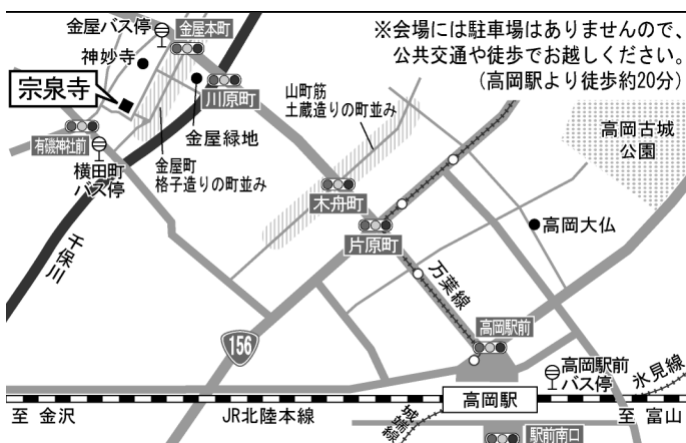 金屋バス停
金屋本町
※会場には駐車場はありませんので、
公共交通や徒歩でお越しください。
(高岡駅より徒歩約20分)
神妙寺
宗泉寺
川原町
山町筋
土蔵造りの町並み
高岡古城
公園
有礒神社前
金屋緑地
横田町
バス停
金屋町
格子造りの町並み
木舟町
片原町
高岡大仏
千保川
万葉線
156
高岡駅前
高岡駅前
バス停
氷見線
高岡駅
至 金沢
JR北陸本線
城端線
至 富山
駅前南口